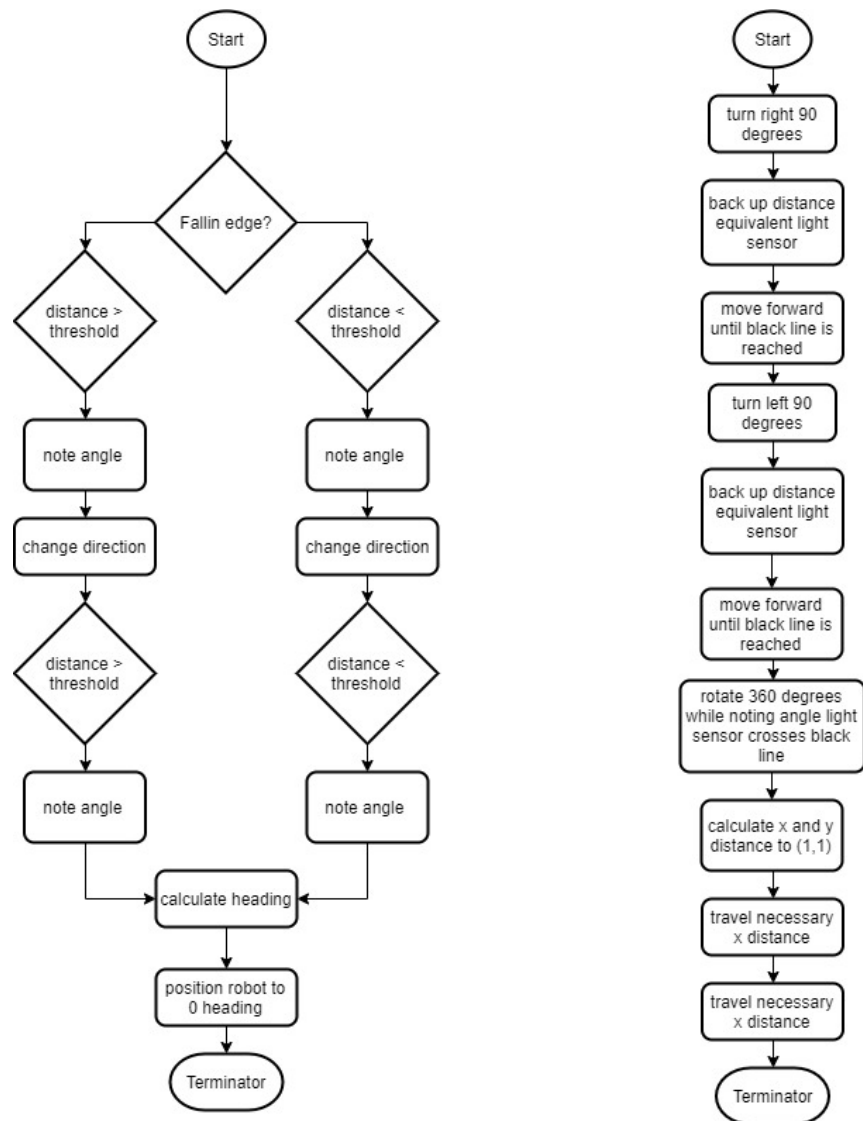 Start
Fallin edge?
distance >
threshold
distance <
threshold
note angle
note angle
change direction
change direction
distance >
threshold
distance <
threshold
note angle
note angle
calculate heading
position robot to
0 heading
Terminator
Start
turn right 90
degrees
back up distance
equivalent light
sensor
move forward
until black line is
reached
turn left 90
degrees
back up distance
equivalent light
sensor
move forward
until black line is
reached
rotate 360 degrees
while noting angle light
sensor crosses black
line
calculate x and y
distance to (1,1)
travel necessary
x distance
travel necessary
x distance
Terminator